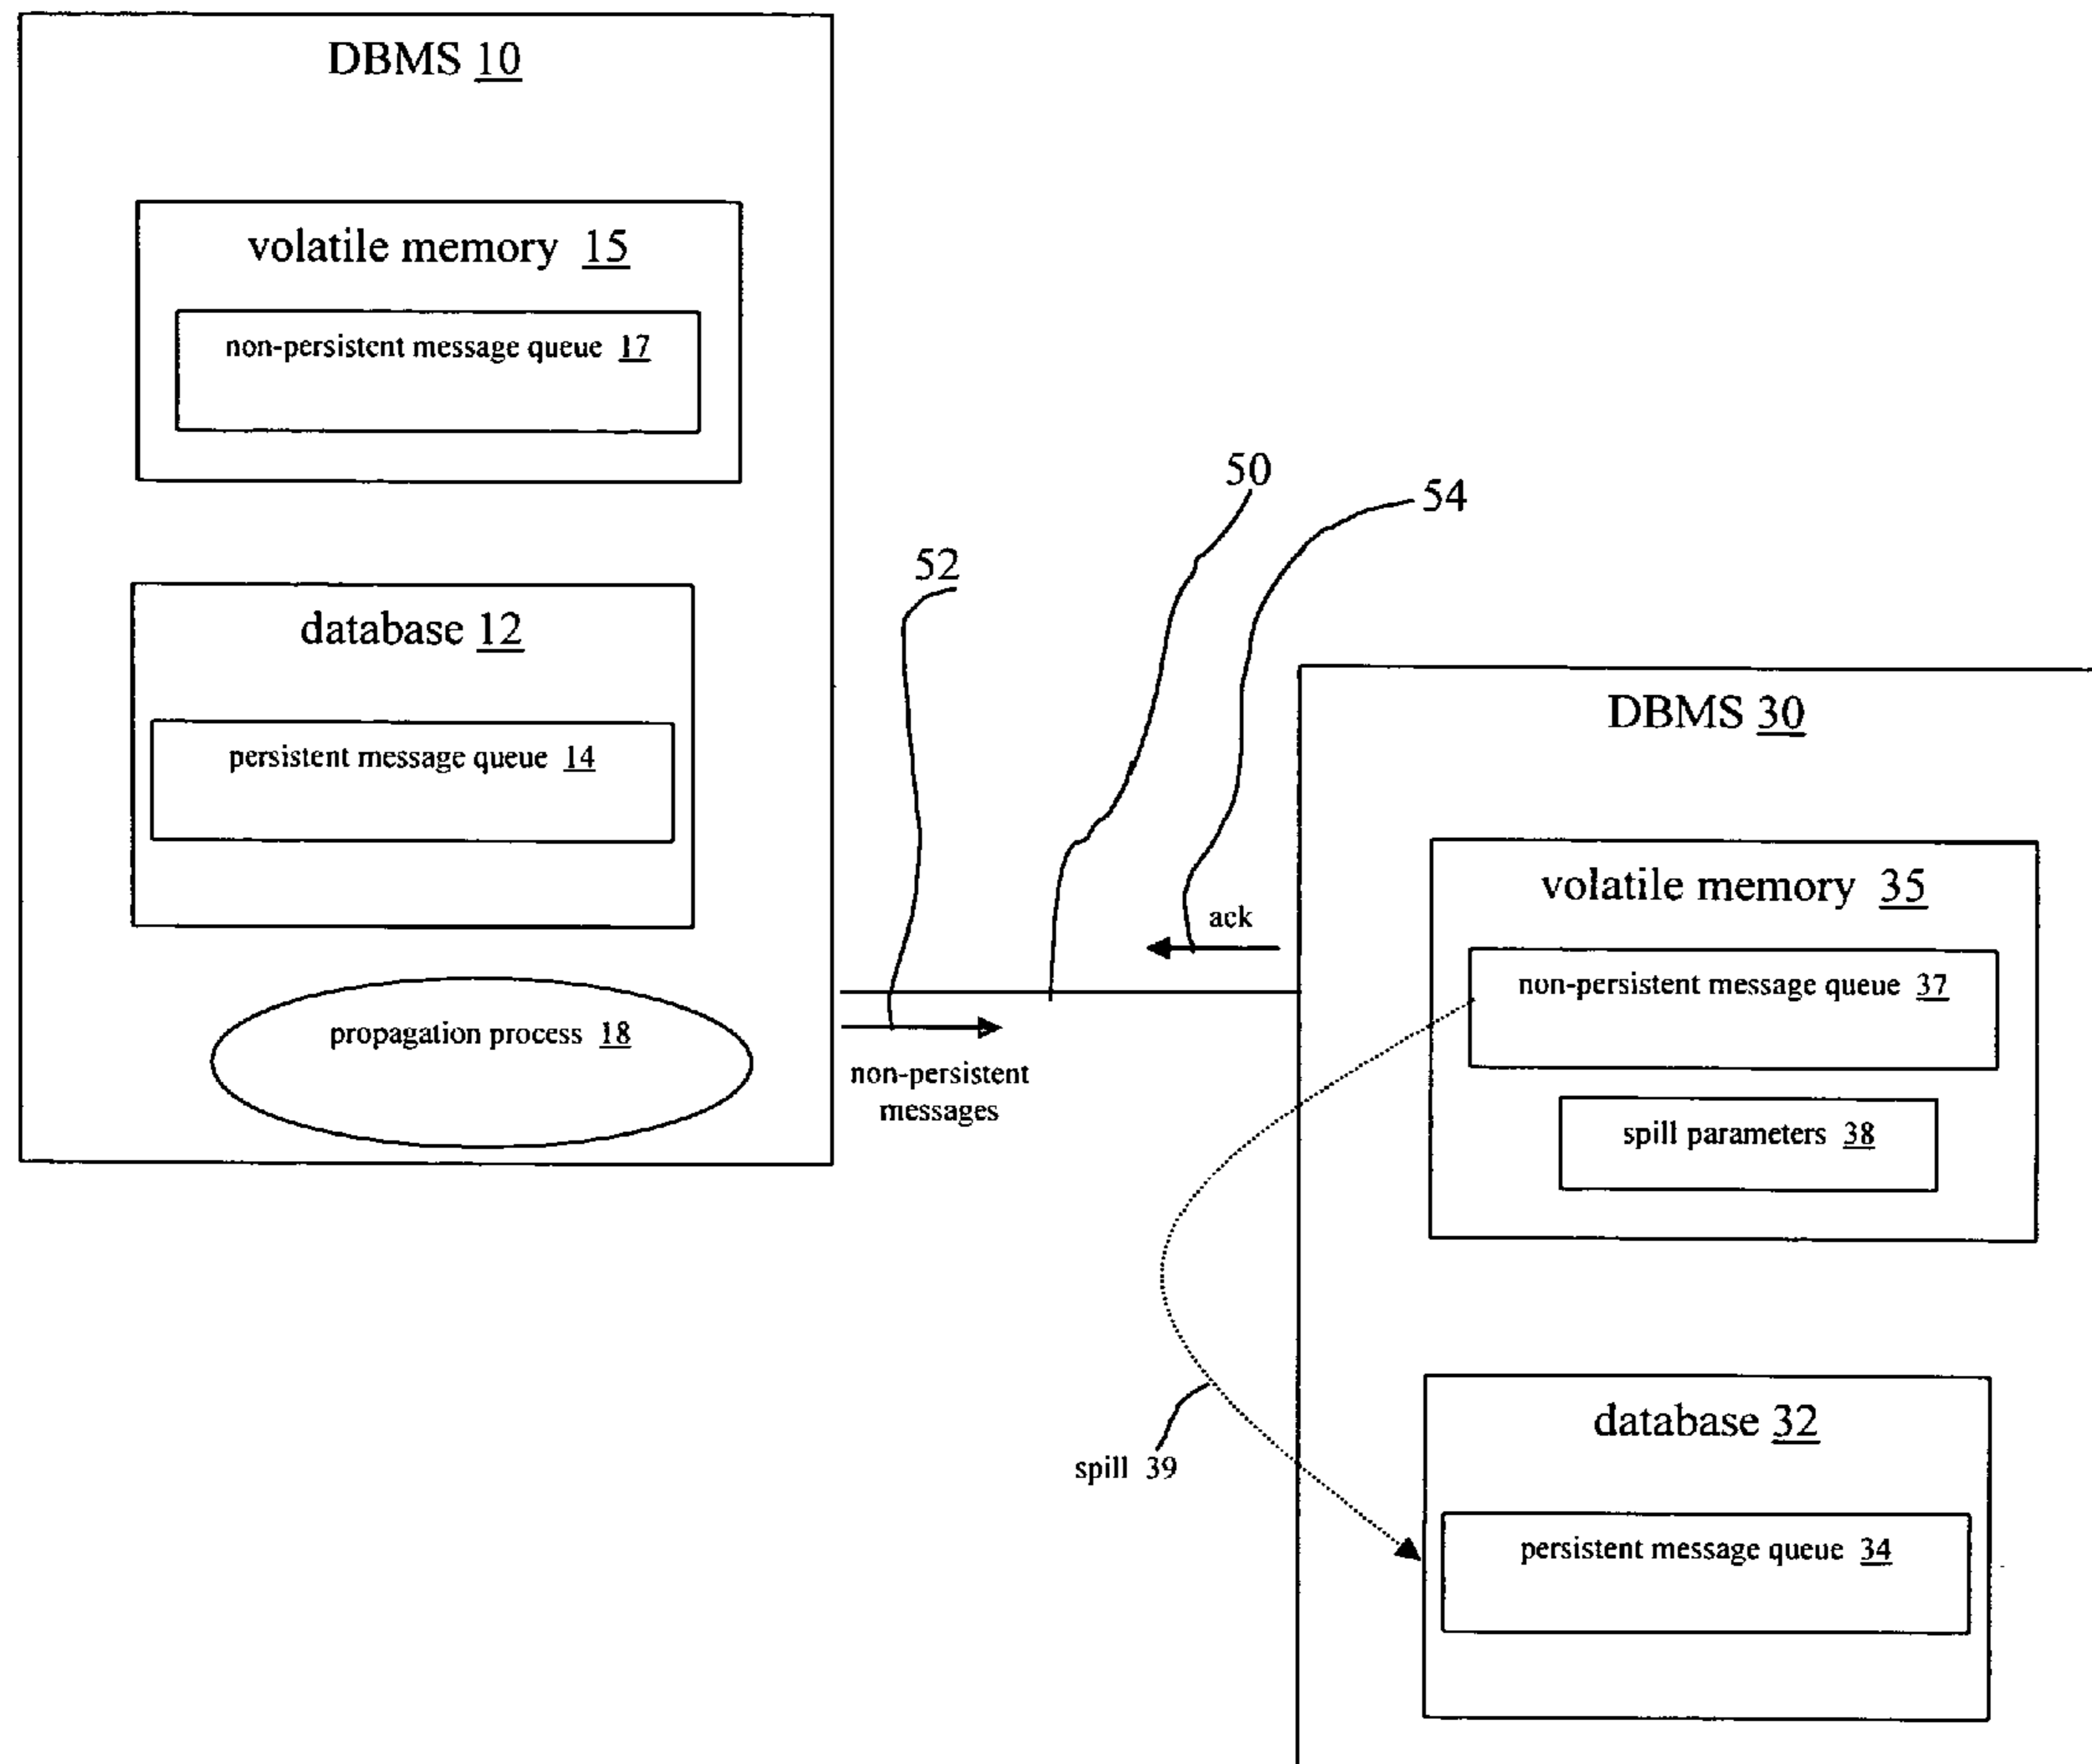 DBMS 10
volatile memory 15
non-persistent message queue 17
database 12
persistent message queue 14
propagation process 18
52
50
54
ack
non-persistent
messages
DBMS 30
volatile memory 35
non-persistent message queue 37
spill parameters 38
spill 39
database 32
persistent message queue 34